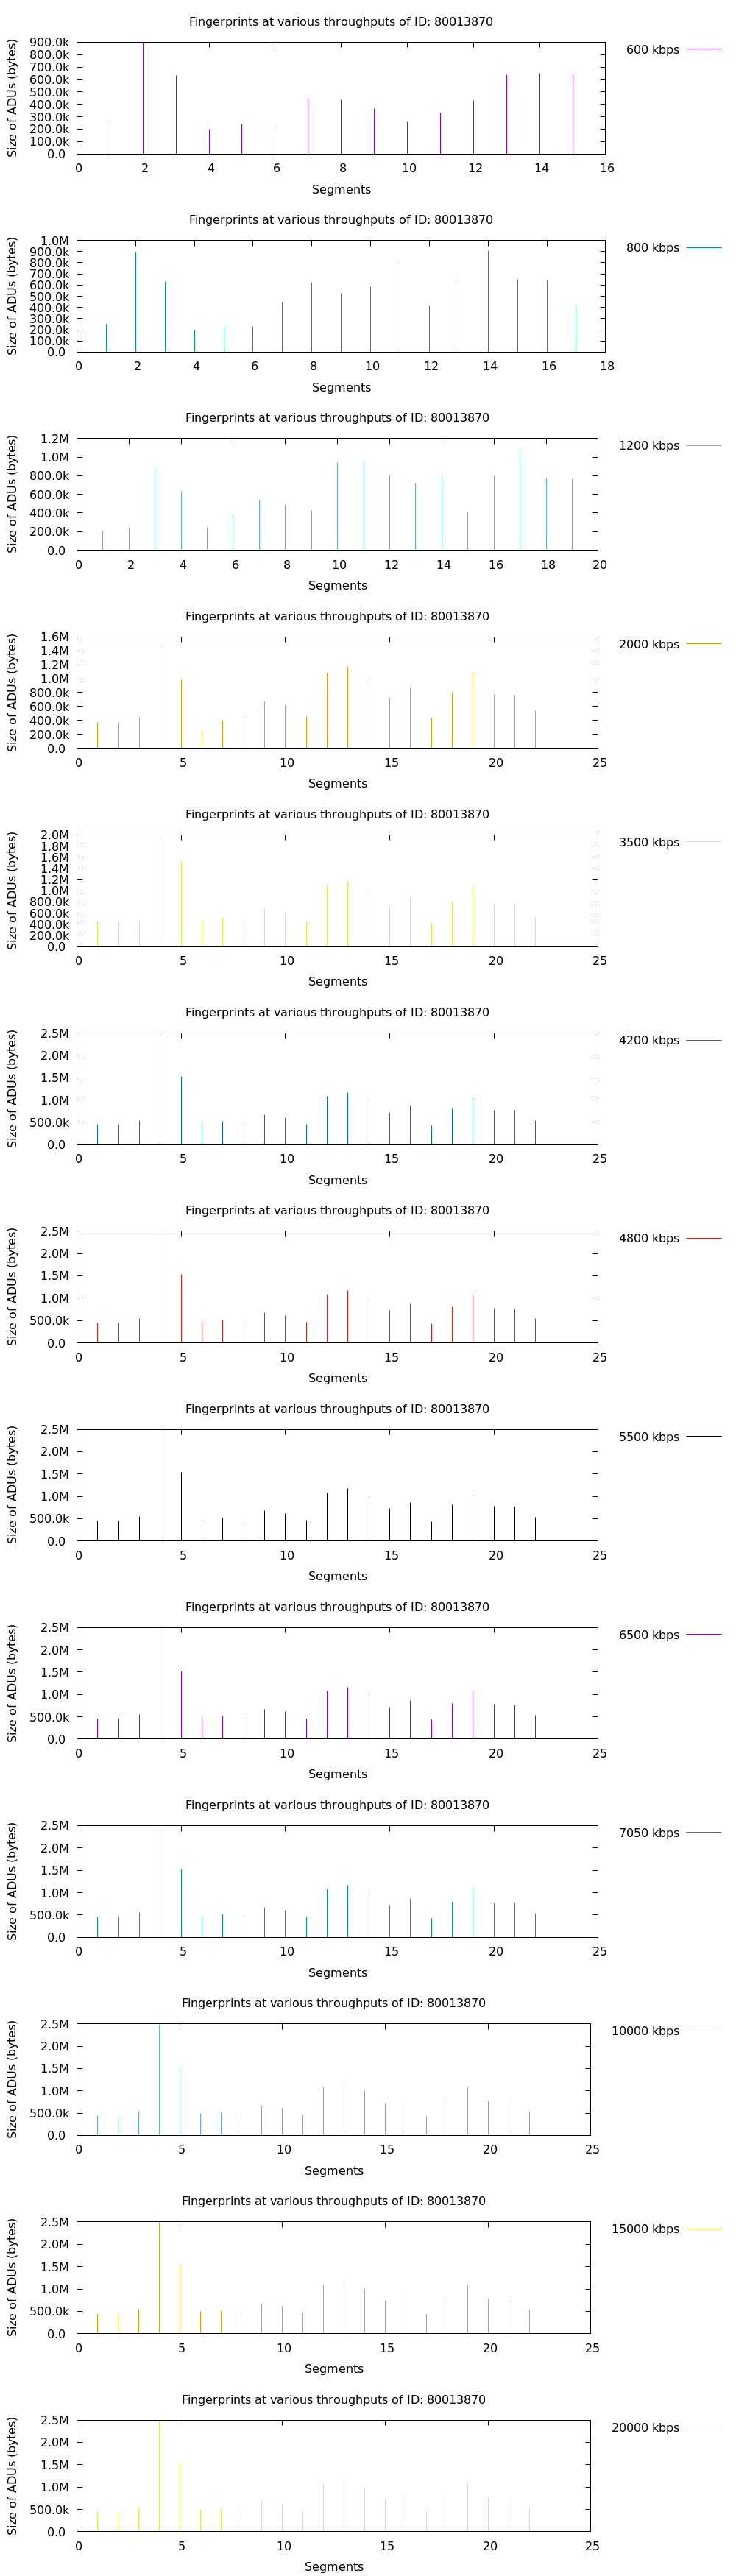 Fingerprints at various throughputs of ID: 80013870
600 kbps
Size of ADUs (bytes)
900.0k
800.0k
700.0k
600.0k
500.0k
400.0k
300.0k
200.0k
100.0k
0.0
0 2 4 6 8 10 12 14 16
Segments
Fingerprints at various throughputs of ID: 80013870
800 kbps
Size of ADUs (bytes)
1.0M
900.0k
800.0k
700.0k
600.0k
500.0k
400.0k
300.0k
200.0k
100.0k
0.0
0 2 4 6 8 10 12 14 16 18
Segments
Fingerprints at various throughputs of ID: 80013870
1200 kbps
Size of ADUs (bytes)
1.2M
1.0M
800.0k
600.0k
400.0k
200.0k
0.0
0 2 4 6 8 10 12 14 16 18 20
Segments
Fingerprints at various throughputs of ID: 80013870
2000 kbps
Size of ADUs (bytes)
1.6M
1.4M
1.2M
1.0M
800.0k
600.0k
400.0k
200.0k
0.0
0 5 10 15 20 25
Segments
Fingerprints at various throughputs of ID: 80013870
3500 kbps
Size of ADUs (bytes)
2.0M
1.8M
1.6M
1.4M
1.2M
1.0M
800.0k
600.0k
400.0k
200.0k
0.0
0 5 10 15 20 25
Segments
Fingerprints at various throughputs of ID: 80013870
4200 kbps
Size of ADUs (bytes)
2.5M
2.0M
1.5M
1.0M
500.0k
0.0
0 5 10 15 20 25
Segments
Fingerprints at various throughputs of ID: 80013870
4800 kbps
Size of ADUs (bytes)
2.5M
2.0M
1.5M
1.0M
500.0k
0.0
0 5 10 15 20 25
Segments
Fingerprints at various throughputs of ID: 80013870
5500 kbps
Size of ADUs (bytes)
2.5M
2.0M
1.5M
1.0M
500.0k
0.0
0 5 10 15 20 25
Segments
Fingerprints at various throughputs of ID: 80013870
6500 kbps
Size of ADUs (bytes)
2.5M
2.0M
1.5M
1.0M
500.0k
0.0
0 5 10 15 20 25
Segments
Fingerprints at various throughputs of ID: 80013870
7050 kbps
Size of ADUs (bytes)
2.5M
2.0M
1.5M
1.0M
500.0k
0.0
0 5 10 15 20 25
Segments
Fingerprints at various throughputs of ID: 80013870
10000 kbps
Size of ADUs (bytes)
2.5M
2.0M
1.5M
1.0M
500.0k
0.0
0 5 10 15 20 25
Segments
Fingerprints at various throughputs of ID: 80013870
15000 kbps
Size of ADUs (bytes)
2.5M
2.0M
1.5M
1.0M
500.0k
0.0
0 5 10 15 20 25
Segments
Fingerprints at various throughputs of ID: 80013870
20000 kbps
Size of ADUs (bytes)
2.5M
2.0M
1.5M
1.0M
500.0k
0.0
0 5 10 15 20 25
Segments